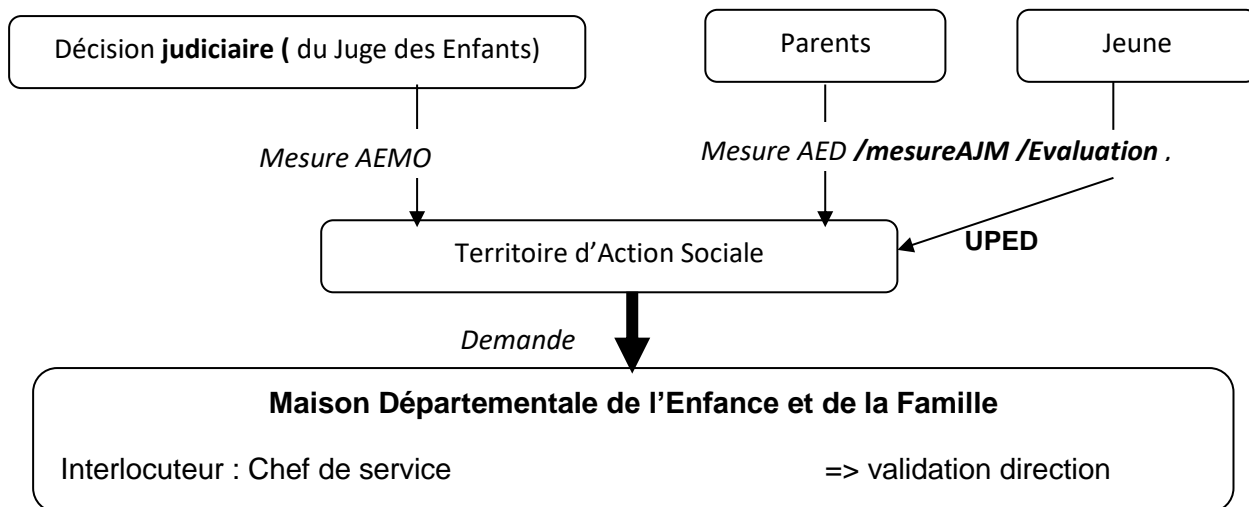 Décision judiciaire ( du Juge des Enfants)
Parents
Jeune
Mesure AEMO
Mesure AED /mesureAJM /Evaluation .
Territoire d’Action Sociale
UPED
Demande
Maison Départementale de l’Enfance et de la Famille
Interlocuteur : Chef de service => validation direction